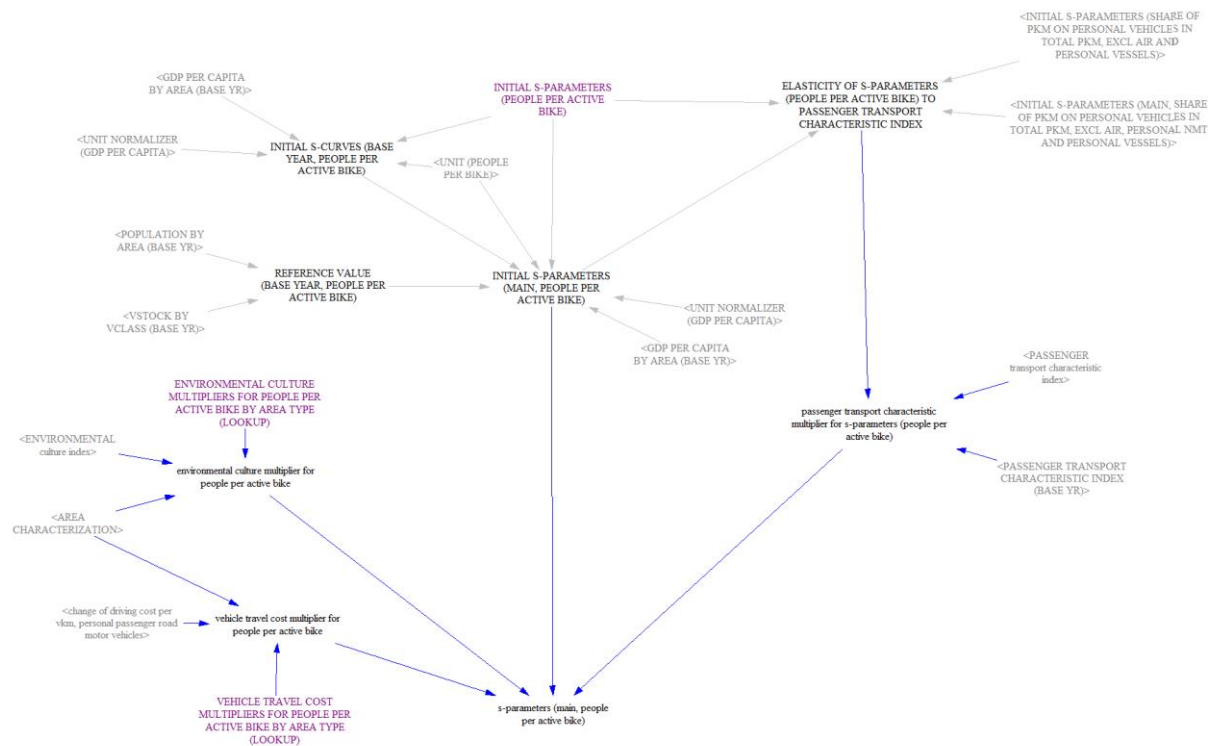 <INITIAL S-PARAMETERS (SHARE OF
PKM ON PERSONAL VEHICLES IN
TOTAL PKM, EXCL AIR AND
PERSONAL VESSELS)>
<GDP PER CAPITA
BY AREA (BASE YR)>
INITIAL S-PARAMETERS
(PEOPLE PER ACTIVE
BIKE)
ELASTICITY OF S-PARAMETERS
(PEOPLE PER ACTIVE BIKE) TO
PASSENGER TRANSPORT
CHARACTERISTIC INDEX
<INITIAL S-PARAMETERS (MAIN, SHARE
OF PKM ON PERSONAL VEHICLES IN
TOTAL PKM, EXCL AIR, PERSONAL NMT
AND PERSONAL VESSELS)>
<UNIT NORMALIZER
(GDP PER CAPITA)>
INITIAL S-CURVES (BASE
YEAR, PEOPLE PER
ACTIVE BIKE)
<UNIT (PEOPLE
PER BIKE)>
<POPULATION BY
AREA (BASE YR)>
REFERENCE VALUE
(BASE YEAR, PEOPLE PER
ACTIVE BIKE)
INITIAL S-PARAMETERS
(MAIN, PEOPLE PER
ACTIVE BIKE)
<VSTOCK BY
VCLASS (BASE YR)>
<UNIT NORMALIZER
(GDP PER CAPITA)>
<GDP PER CAPITA
BY AREA (BASE YR)>
<PASSENGER
transport characteristic
index>
ENVIRONMENTAL CULTURE
MULTIPLIERS FOR PEOPLE PER
ACTIVE BIKE BY AREA TYPE
(LOOKUP)
passenger transport characteristic
multiplier for s-parameters (people per
active bike)
<ENVIRONMENTAL
culture index>
environmental culture multiplier for
people per active bike
<PASSENGER TRANSPORT
CHARACTERISTIC INDEX
(BASE YR)>
<AREA
CHARACTERIZATION>
<change of driving cost per
vkm, personal passenger road
motor vehicles>
vehicle travel cost multiplier for
people per active bike
VEHICLE TRAVEL COST
MULTIPLIERS FOR PEOPLE PER
ACTIVE BIKE BY AREA TYPE
(LOOKUP)
s-parameters (main, people
per active bike)